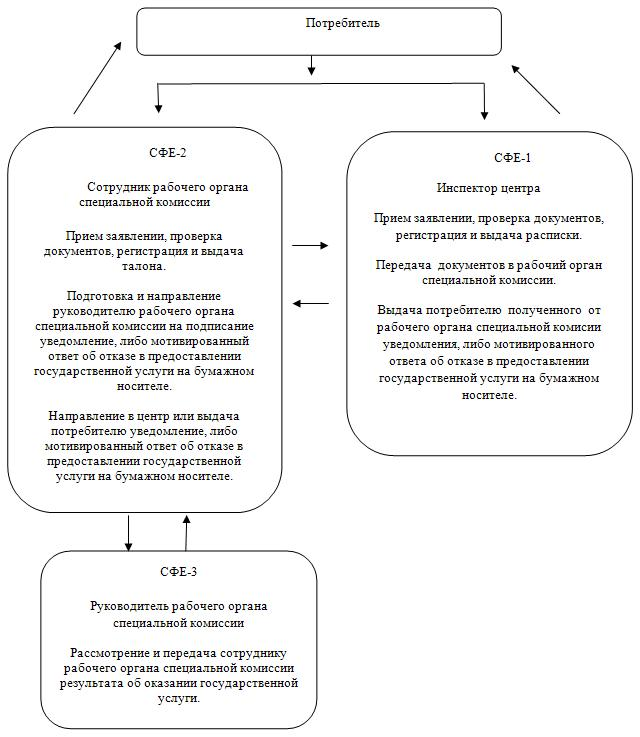 Потребитель
СФЕ-2
Сотрудник рабочего органа
специальной комиссии
Прием заявлении, проверка
документов, регистрация и выдача
талона.
Подготовка и направление
руководителю рабочего органа
специальной комиссии на подписание
уведомление, либо мотивированный
ответ об отказе в предоставлении
государственной услуги на бумажном
носителе.
Направление в центр или выдача
потребителю уведомление, либо
мотивированный ответ об отказе в
предоставлении государственной
услуги на бумажном носителе.
СФЕ-1
Инспектор центра
Прием заявлении, проверка документов,
регистрация и выдача расписки.
Передача документов в рабочий орган
специальной комиссии.
Выдача потребителю полученного от
рабочего органа специальной комисии
уведомления, либо мотивированного
ответа об отказе в предоставлении
государственной услуги на бумажном
носителе.
СФЕ-3
Руководитель рабочего органа
специальной комиссии
Рассмотрение и передача сотруднику
рабочего органа специальной комиссии
результата об оказании государственной
услуги.